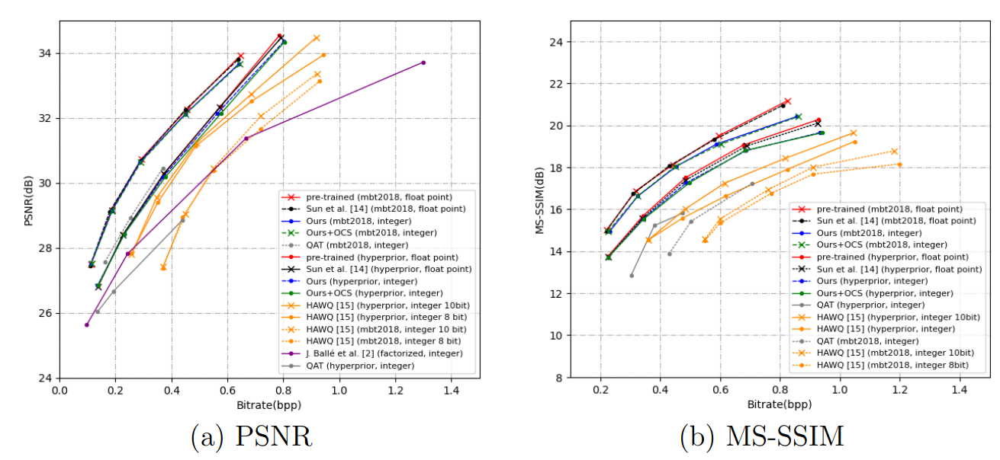 34
32
30
28
26
24
PSNR(dB)
pre-trained (mbt2018, float point)
Sun et al. [14] (mbt2018, float point)
Ours (mbt2018, integer)
Ours+OCS (mbt2018, integer)
QAT (mbt2018, integer)
pre-trained (hyperprior, float point)
Sun et al. [14] (hyperprior, float point)
Ours (hyperprior, integer)
Ours+OCS (hyperprior, integer)
HAWQ [15] (hyperprior, integer 10bit)
HAWQ [15] (hyperprior, integer 8 bit)
HAWQ [15] (mbt2018, integer 10 bit)
HAWQ [15] (mbt2018, integer 8 bit)
J. Ballé et al. [2] (factorized, integer)
QAT (hyperprior, integer)
0.0 0.2 0.4 0.6 0.8 1.0 1.2 1.4
Bitrate(bpp)
(a) PSNR
24
22
20
18
16
14
12
10
8
MS-SSIM(dB)
pre-trained (mbt2018, float point)
Sun et al. [14] (mbt2018, float point)
Ours (mbt2018, integer)
Ours+OCS (mbt2018, integer)
pre-trained (hyperprior, float point)
Sun et al. [14] (hyperprior, float point)
Ours (hyperprior, integer)
Ours+OCS (hyperprior, integer)
QAT (hyperprior, integer)
HAWQ [15] (hyperprior, integer 10bit)
HAWQ [15] (hyperprior, integer)
QAT (mbt2018, integer)
HAWQ [15] (mbt2018, integer 10bit)
HAWQ [15] (mbt2018, integer 8bit)
0.2 0.4 0.6 0.8 1.0 1.2 1.4
Bitrate(bpp)
(b) MS-SSIM